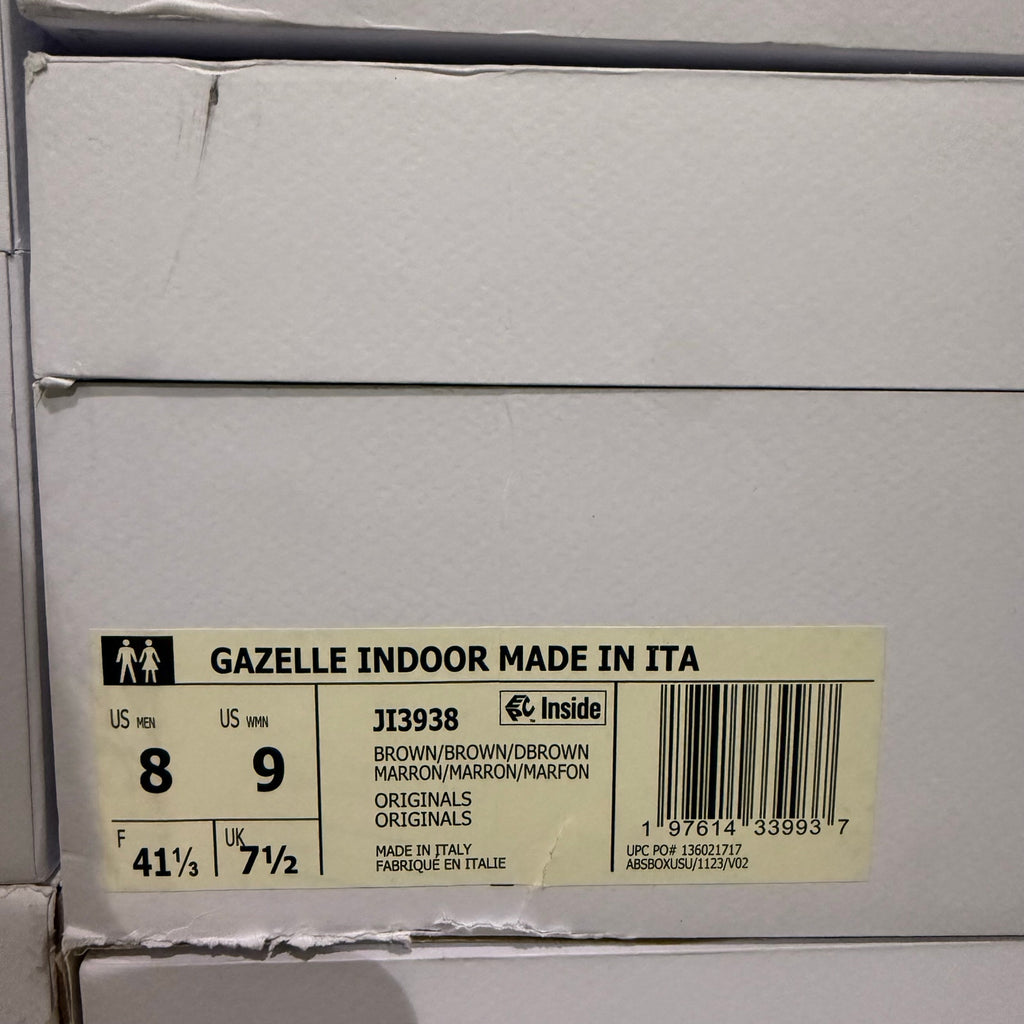 GAZELLE INDOOR MADE IN ITA
US MEN
8
US WMN
9
F
41⅓
UK
7½
JI3938
Inside
BROWN/BROWN/DBROWN
MARRON/MARRON/MARFON
ORIGINALS
ORIGINALS
MADE IN ITALY
FABRIQUÉ EN ITALIE
1 97614 33993 7
UPC PO# 136021717
ABSBOXUSU/1123/V02